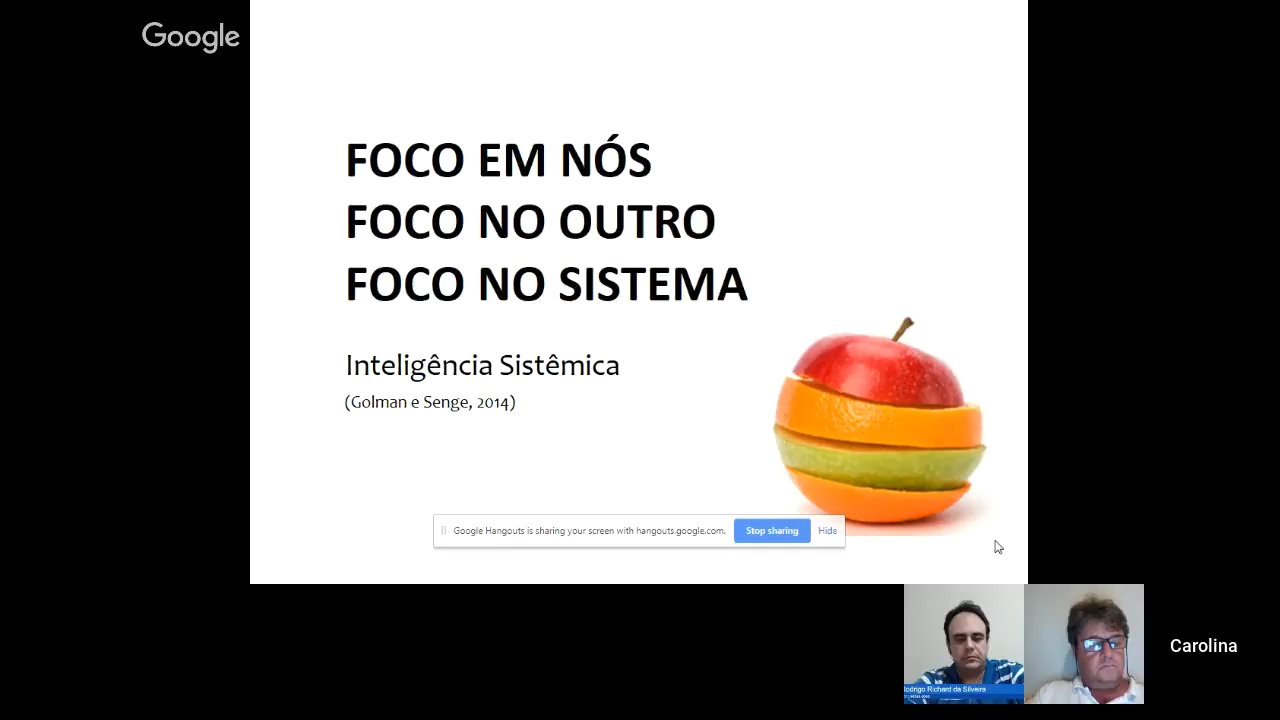 Google
FOCO EM NÓS
FOCO NO OUTRO
FOCO NO SISTEMA
Inteligência Sistêmica
(Golman e Senge, 2014)
Google Hangouts is sharing your screen with hangouts.google.com.
Stop sharing
Hide
Rodrigo Richard da Silveira
Carolina